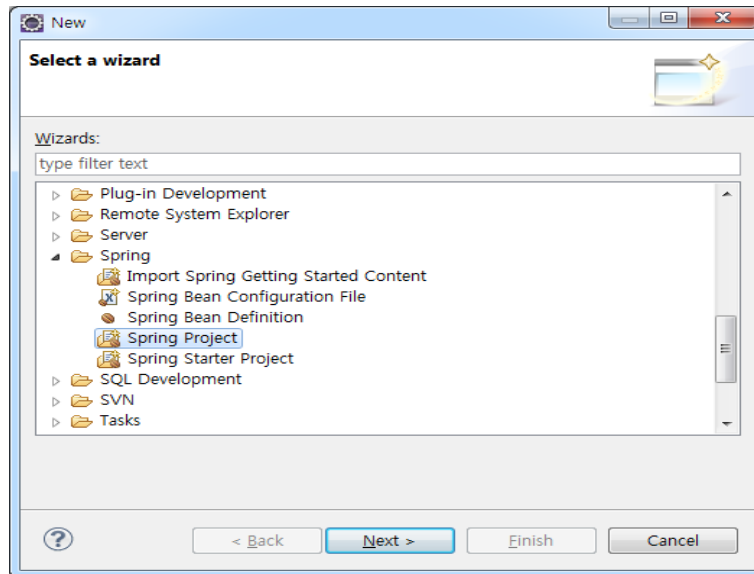 New
Select a wizard
Wizards:
type filter text
Plug-in Development
Remote System Explorer
Server
Spring
Import Spring Getting Started Content
Spring Bean Configuration File
Spring Bean Definition
Spring Project
Spring Starter Project
SQL Development
SVN
Tasks
< Back Next > Finish Cancel